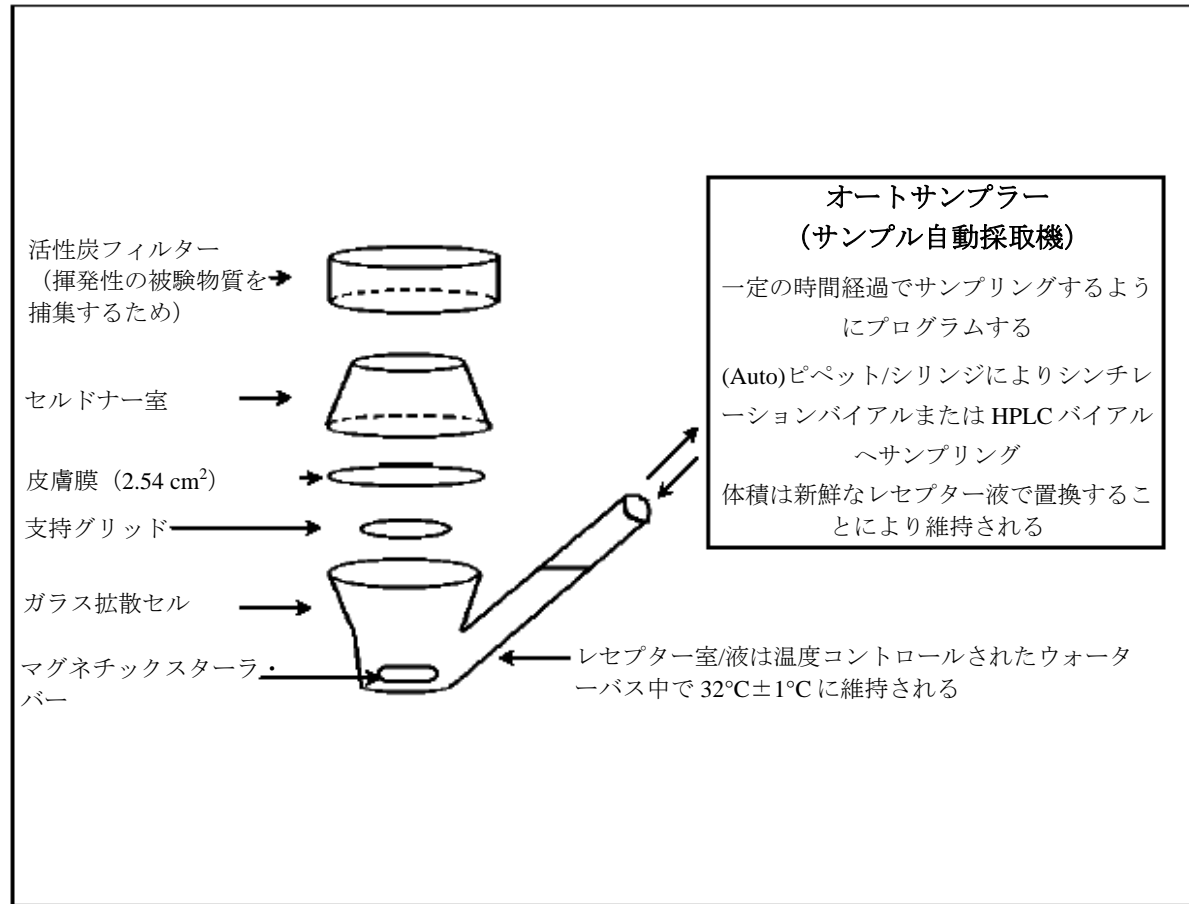 活性炭フィルター
（揮発性の被験物質を
捕集するため）
セルドナー室
皮膚膜（2.54 cm²）
支持グリッド
ガラス拡散セル
マグネチックスターラ・
バー
オートサンプラー
（サンプル自動採取機）
一定の時間経過でサンプリングするよう
にプログラムする
(Auto)ピペット/シリンジによりシンチレ
ーションバイアルまたは HPLC バイアル
へサンプリング
体積は新鮮なレセプター液で置換するこ
とにより維持される
レセプター室/液は温度コントロールされたウォータ
ーバス中で 32°C±1°C に維持される